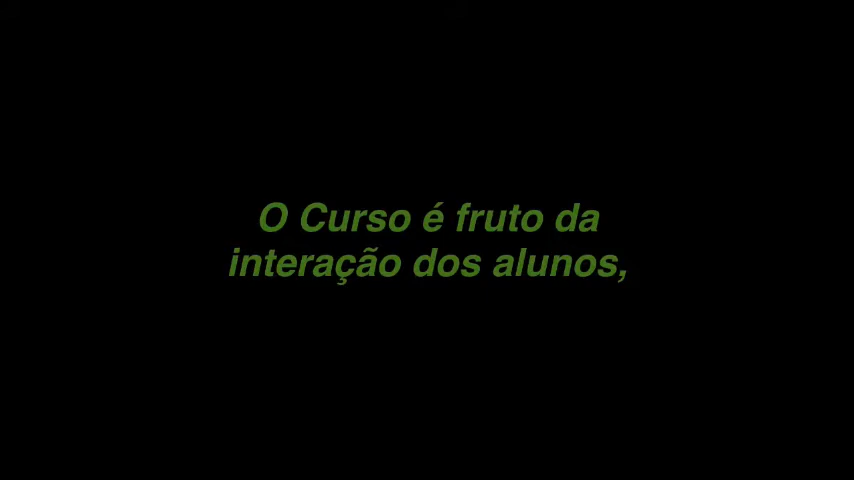 O Curso é fruto da
interação dos alunos,